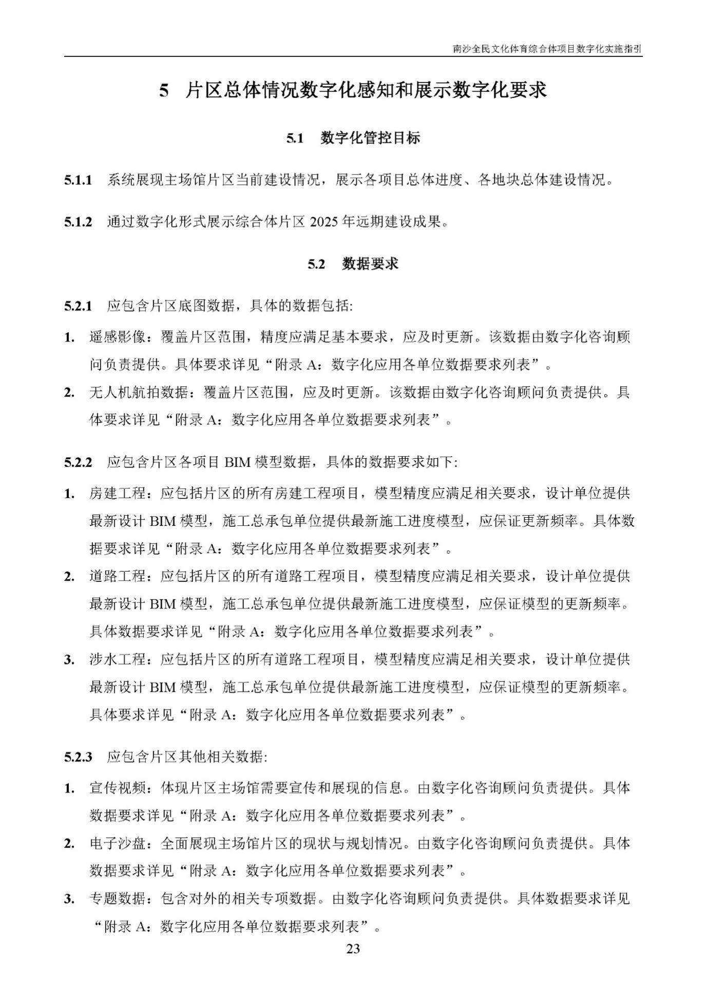 南沙全民文化体育综合体项目数字化实施指引
5 片区总体情况数字化感知和展示数字化要求
5.1 数字化管控目标
5.1.1 系统展现主场馆片区当前建设情况，展示各项目总体进度、各地块总体建设情况。
5.1.2 通过数字化形式展示综合体片区 2025 年远期建设成果。
5.2 数据要求
5.2.1 应包含片区底图数据，具体的数据包括:
1. 遥感影像：覆盖片区范围，精度应满足基本要求，应及时更新。该数据由数字化咨询顾
问负责提供。具体要求详见“附录 A：数字化应用各单位数据要求列表”。
2. 无人机航拍数据：覆盖片区范围，应及时更新。该数据由数字化咨询顾问负责提供。具
体要求详见“附录 A：数字化应用各单位数据要求列表”。
5.2.2 应包含片区各项目 BIM 模型数据，具体的数据要求如下:
1. 房建工程：应包括片区的所有房建工程项目，模型精度应满足相关要求，设计单位提供
最新设计 BIM 模型，施工总承包单位提供最新施工进度模型，应保证更新频率。具体数
据要求详见“附录 A：数字化应用各单位数据要求列表”。
2. 道路工程：应包括片区的所有道路工程项目，模型精度应满足相关要求，设计单位提供
最新设计 BIM 模型，施工总承包单位提供最新施工进度模型，应保证模型的更新频率。
具体数据要求详见“附录 A：数字化应用各单位数据要求列表”。
3. 涉水工程：应包括片区的所有道路工程项目，模型精度应满足相关要求，设计单位提供
最新设计 BIM 模型，施工总承包单位提供最新施工进度模型，应保证模型的更新频率。
具体要求详见“附录 A：数字化应用各单位数据要求列表”。
5.2.3 应包含片区其他相关数据:
1. 宣传视频：体现片区主场馆需要宣传和展现的信息。由数字化咨询顾问负责提供。具体
数据要求详见“附录 A：数字化应用各单位数据要求列表”。
2. 电子沙盘：全面展现主场馆片区的现状与规划情况。由数字化咨询顾问负责提供。具体
数据要求详见“附录 A：数字化应用各单位数据要求列表”。
3. 专题数据：包含对外的相关专项数据。由数字化咨询顾问负责提供。具体数据要求详见
“附录 A：数字化应用各单位数据要求列表”。
23